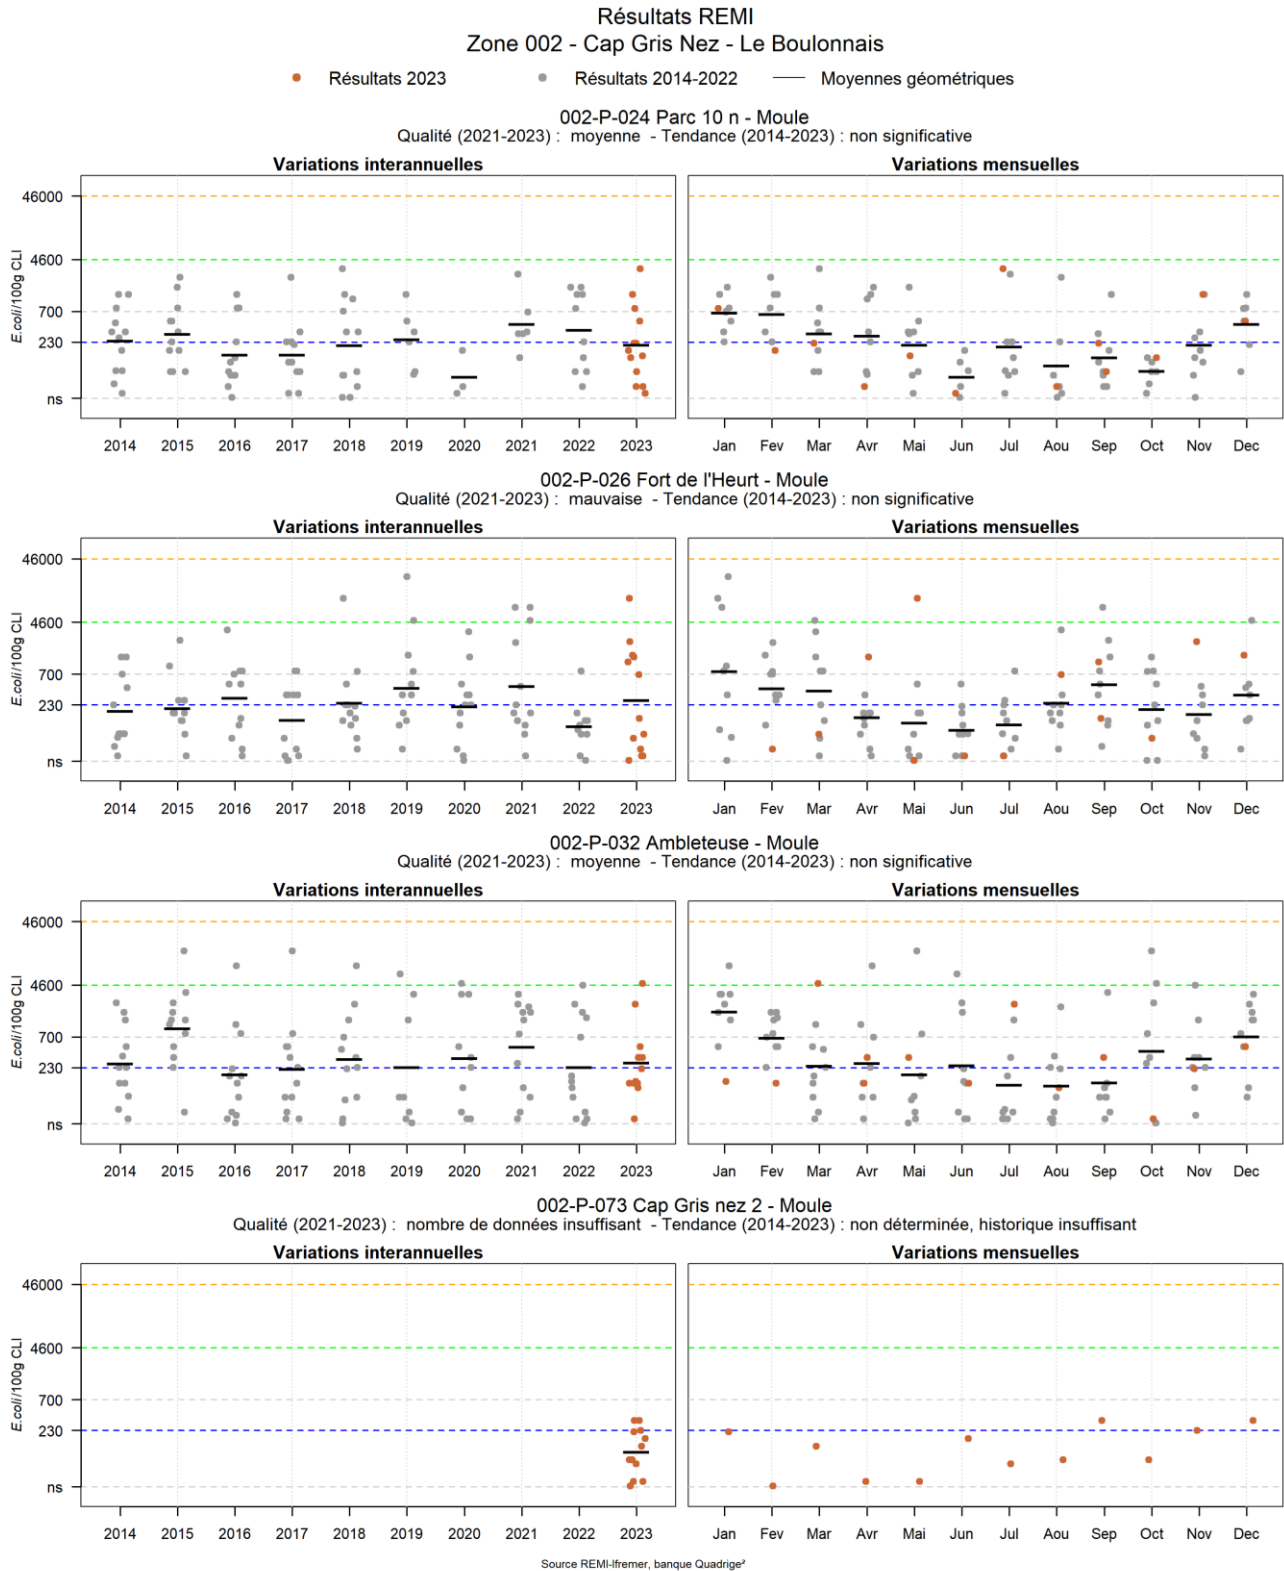 Résultats REMI
Zone 002 - Cap Gris Nez - Le Boulonnais
Résultats 2023 Résultats 2014-2022 Moyennes géométriques
002-P-024 Parc 10 n - Moule
Qualité (2021-2023) : moyenne - Tendance (2014-2023) : non significative
Variations interannuelles Variations mensuelles
E.coli/100g CLI
46000
4600
700
230
ns
2014 2015 2016 2017 2018 2019 2020 2021 2022 2023 Jan Fev Mar Avr Mai Jun Jul Aou Sep Oct Nov Dec
002-P-026 Fort de l'Heurt - Moule
Qualité (2021-2023) : mauvaise - Tendance (2014-2023) : non significative
Variations interannuelles Variations mensuelles
E.coli/100g CLI
46000
4600
700
230
ns
2014 2015 2016 2017 2018 2019 2020 2021 2022 2023 Jan Fev Mar Avr Mai Jun Jul Aou Sep Oct Nov Dec
002-P-032 Ambleteuse - Moule
Qualité (2021-2023) : moyenne - Tendance (2014-2023) : non significative
Variations interannuelles Variations mensuelles
E.coli/100g CLI
46000
4600
700
230
ns
2014 2015 2016 2017 2018 2019 2020 2021 2022 2023 Jan Fev Mar Avr Mai Jun Jul Aou Sep Oct Nov Dec
002-P-073 Cap Gris nez 2 - Moule
Qualité (2021-2023) : nombre de données insuffisant - Tendance (2014-2023) : non déterminée, historique insuffisant
Variations interannuelles Variations mensuelles
E.coli/100g CLI
46000
4600
700
230
ns
2014 2015 2016 2017 2018 2019 2020 2021 2022 2023 Jan Fev Mar Avr Mai Jun Jul Aou Sep Oct Nov Dec
Source REMI-Ifremer, banque Quadrige²